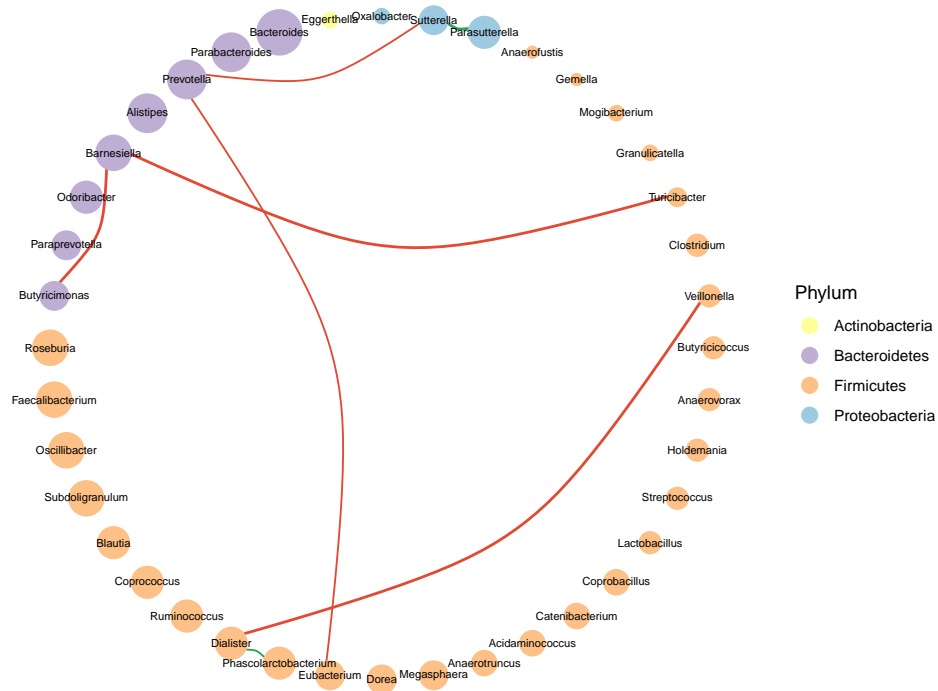 Eggerthella
Oxalobacter
Sutterella
Parasutterella
Bacteroides
Parabacteroides
Anaerofustis
Prevotella
Gemella
Alistipes
Mogibacterium
Barnesiella
Granulicatella
Odoribacter
Turicibacter
Paraprevotella
Clostridium
Butyricimonas
Veillonella
Roseburia
Butyricicoccus
Faecalibacterium
Anaerovorax
Oscillibacter
Holdemania
Subdoligranulum
Streptococcus
Blautia
Lactobacillus
Coprococcus
Coprobacillus
Ruminococcus
Catenibacterium
Dialister
Acidaminococcus
Phascolarctobacterium
Anaerotruncus
Eubacterium
Dorea
Megasphaera
Phylum
Actinobacteria
Bacteroidetes
Firmicutes
Proteobacteria